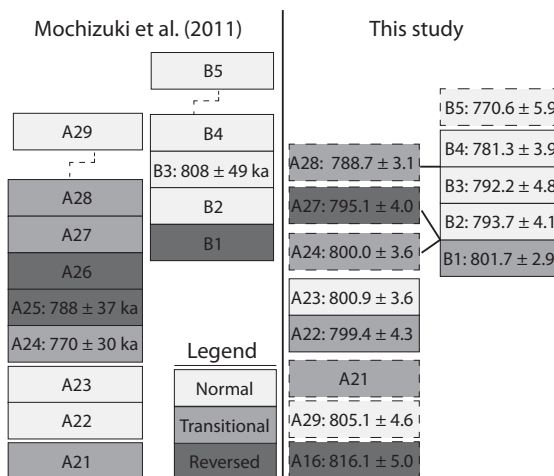 Mochizuki et al. (2011)
B5
A29
B4
B3: 808 ± 49 ka
B2
B1
A28
A27
A26
A25: 788 ± 37 ka
A24: 770 ± 30 ka
A23
A22
A21
Legend
Normal
Transitional
Reversed
This study
B5: 770.6 ± 5.9
B4: 781.3 ± 3.9
B3: 792.2 ± 4.8
B2: 793.7 ± 4.1
B1: 801.7 ± 2.9
A28: 788.7 ± 3.1
A27: 795.1 ± 4.0
A24: 800.0 ± 3.6
A23: 800.9 ± 3.6
A22: 799.4 ± 4.3
A21
A29: 805.1 ± 4.6
A16: 816.1 ± 5.0